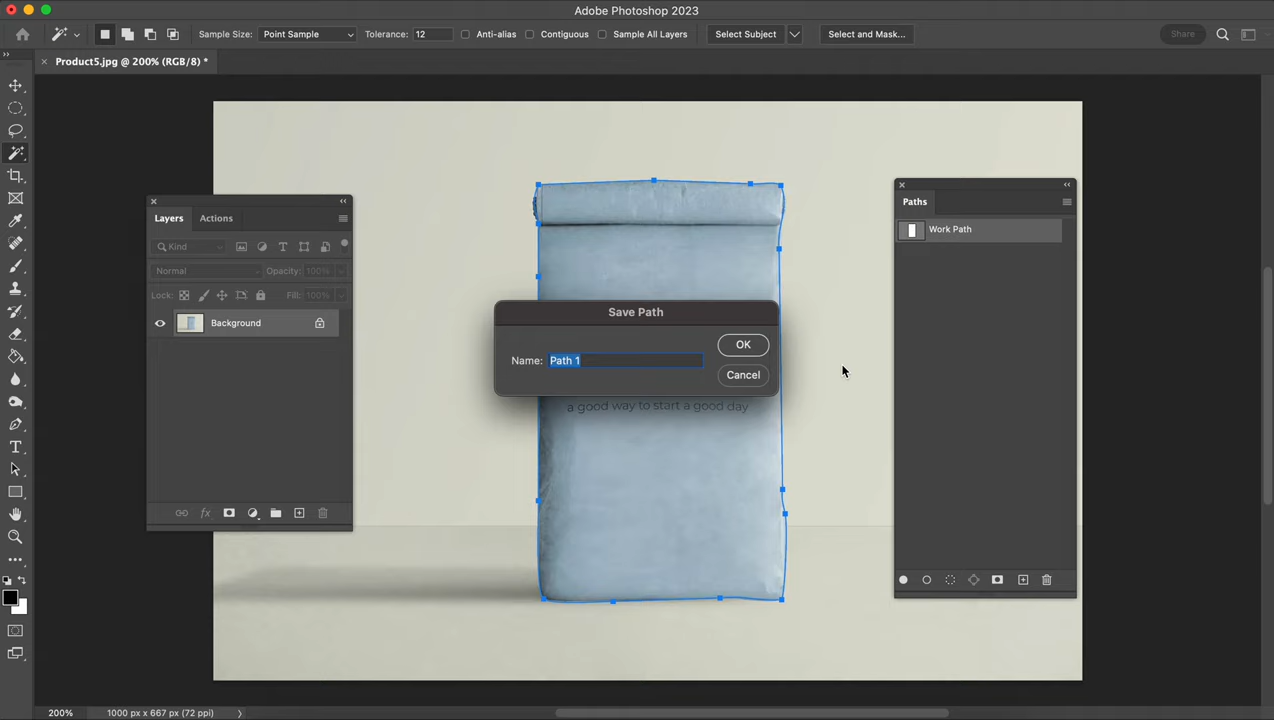 Adobe Photoshop 2023
Sample Size: Point Sample Tolerance: 12 Anti-alias Contiguous Sample All Layers Select Subject Select and Mask... Share
Product5.jpg @ 200% (RGB/8) *
Layers Actions
Kind
Normal Opacity: 100%
Lock: Fill: 100%
Background
Save Path
Name: Path 1
OK
Cancel
a good way to start a good day
Paths
Work Path
200% 1000 px x 667 px (72 ppi)